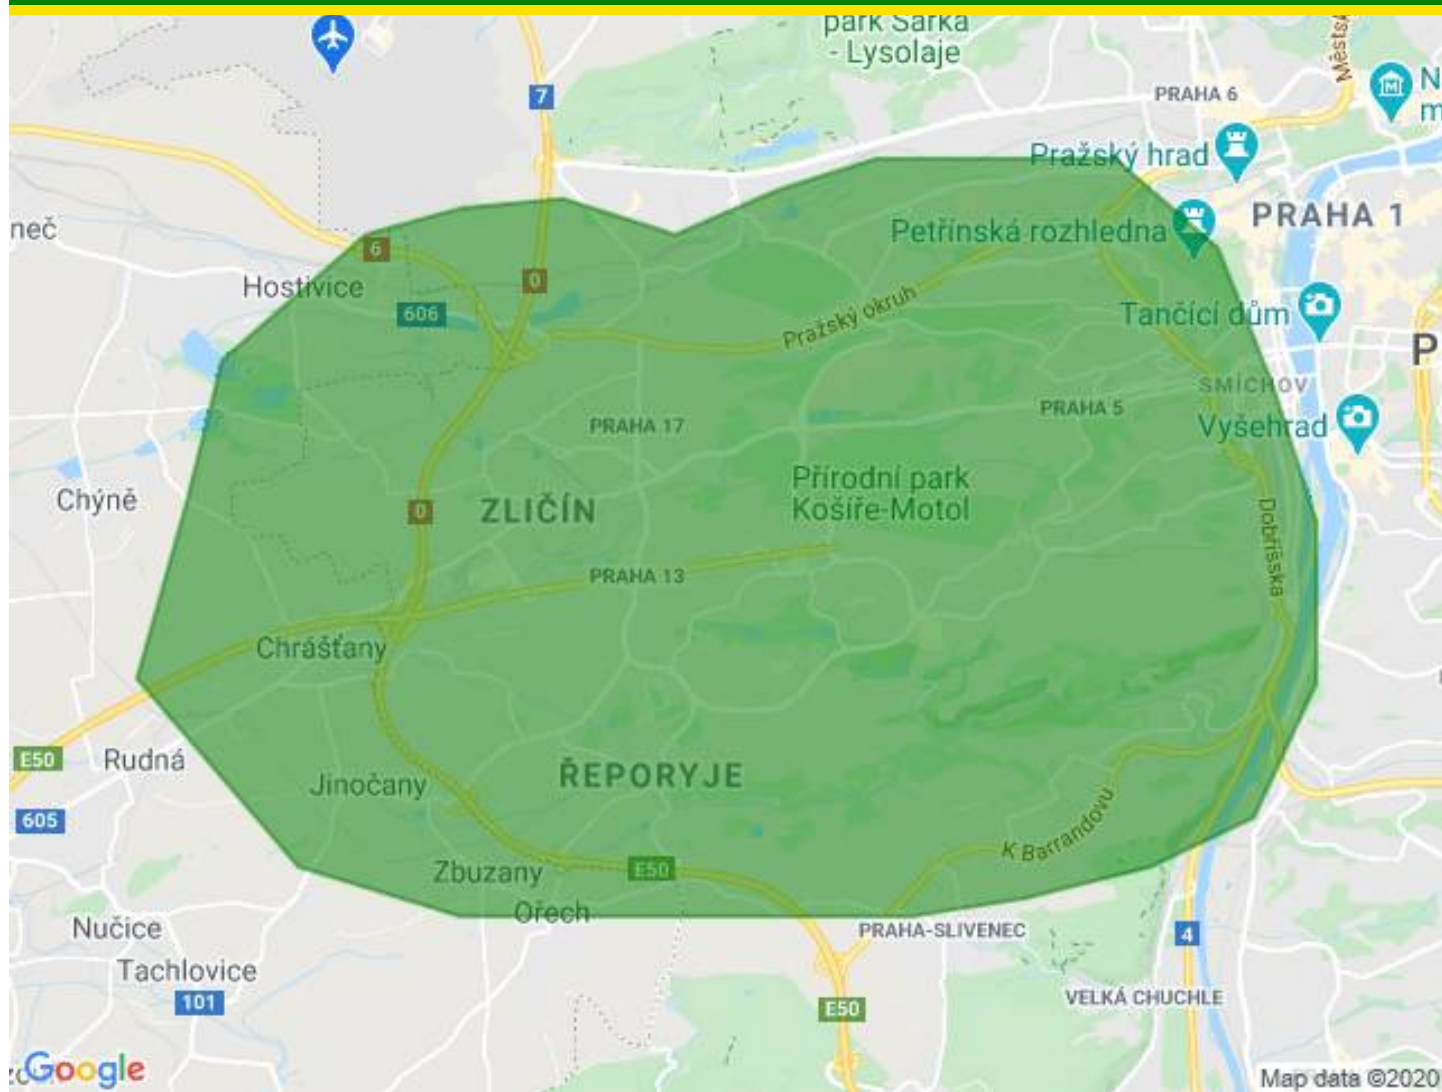 park Šárka
- Lysolaje
7
PRAHA 6
Městsk
N
m
Pražský hrad
PRAHA 1
neč
Petřínská rozhledna
6
0
Hostivice
606
Pražský okruh
Tančící dům
P
SMÍCHOV
PRAHA 5
PRAHA 17
Vyšehrad
Přírodní park
Košíře-Motol
Chýně
0
ZLIČÍN
Dobříšská
PRAHA 13
Chrášťany
E50
Rudná
Jinočany
ŘEPORYJE
605
K Barrandovu
Zbuzany
E50
Ořech
Nučice
PRAHA-SLIVENEC
4
Tachlovice
101
E50
VELKÁ CHUCHLE
Google
Map data ©2020